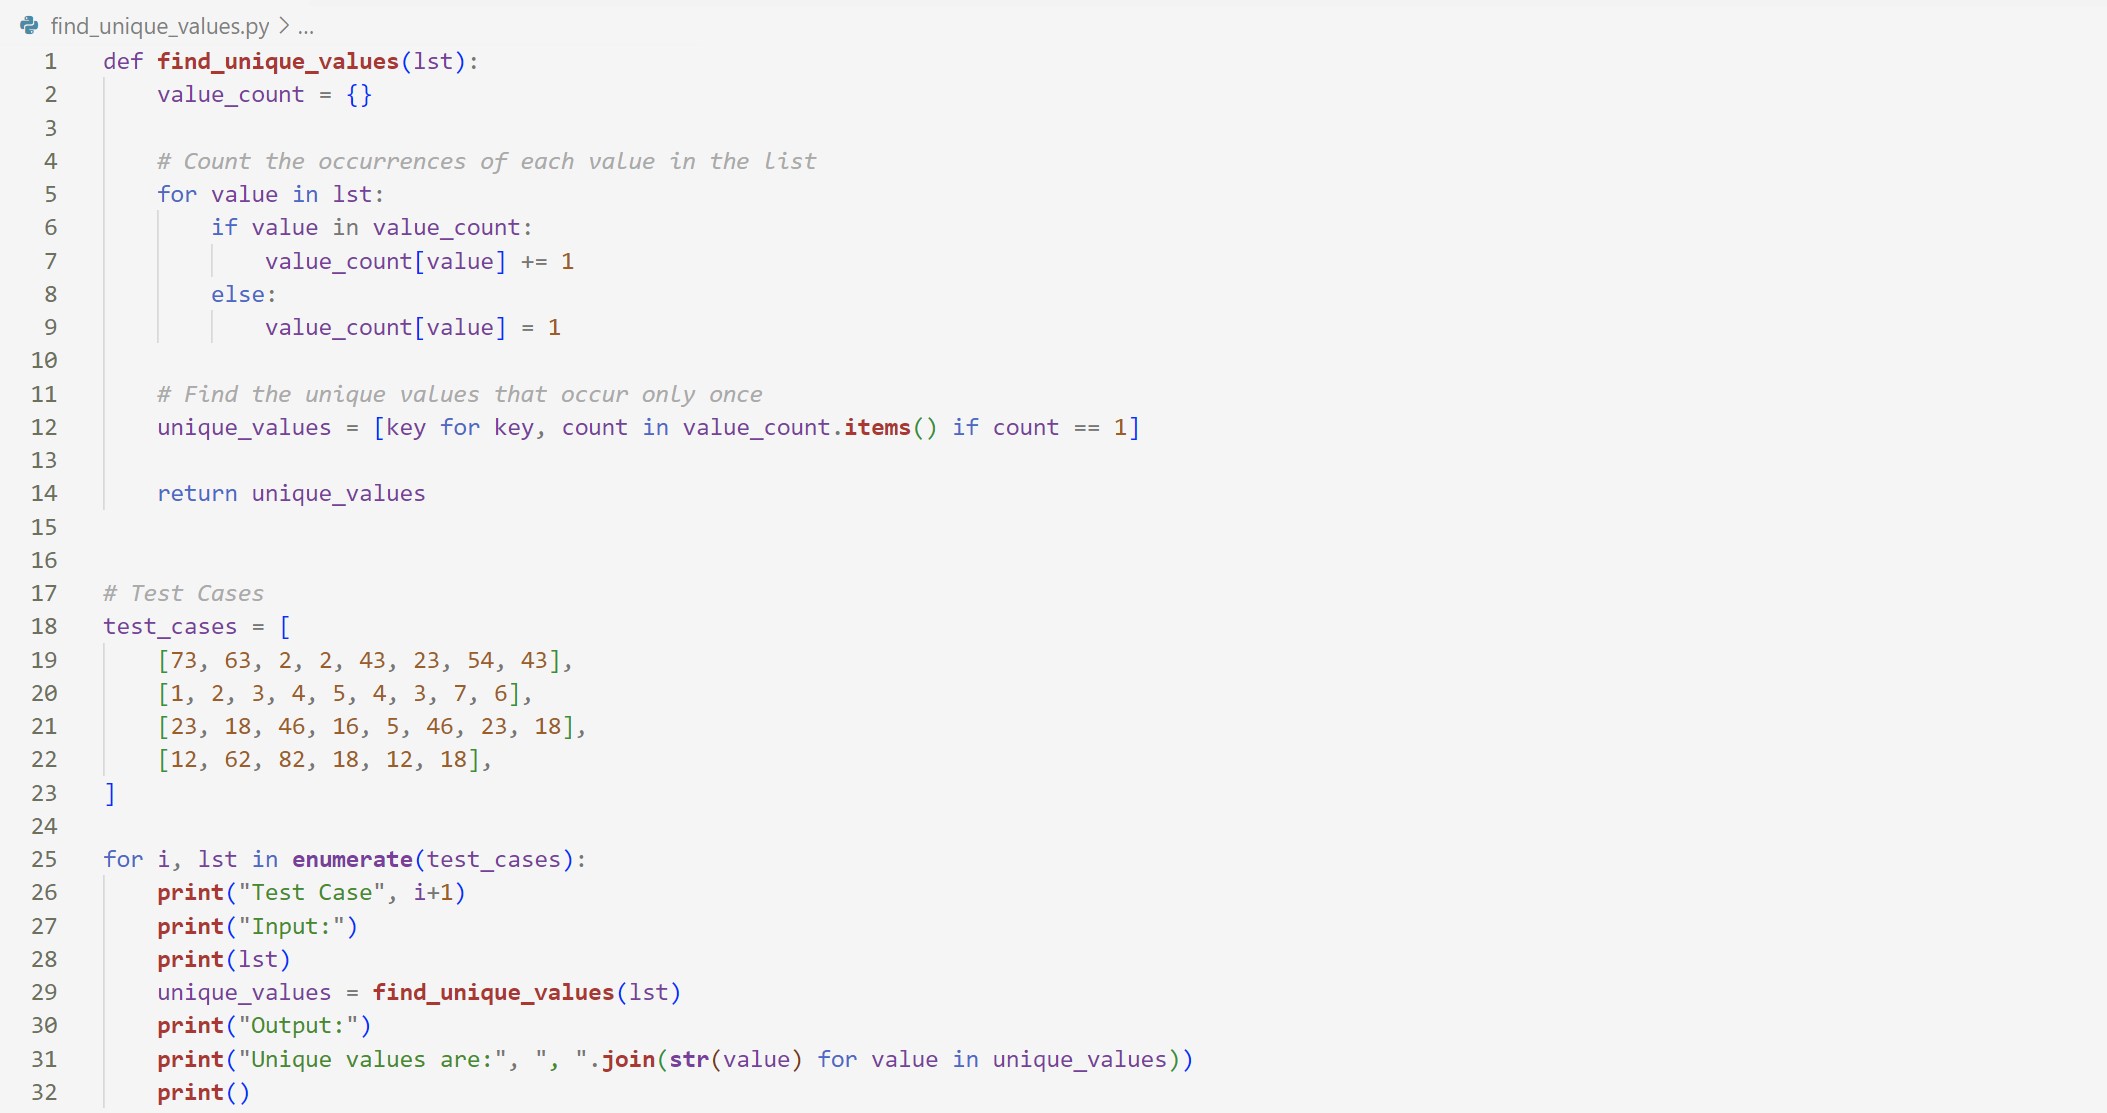 find_unique_values.py > ...
1 def find_unique_values(lst):
2     value_count = {}
3
4     # Count the occurrences of each value in the list
5     for value in lst:
6         if value in value_count:
7             value_count[value] += 1
8         else:
9             value_count[value] = 1
10
11     # Find the unique values that occur only once
12     unique_values = [key for key, count in value_count.items() if count == 1]
13
14     return unique_values
15
16
17 # Test Cases
18 test_cases = [
19     [73, 63, 2, 2, 43, 23, 54, 43],
20     [1, 2, 3, 4, 5, 4, 3, 7, 6],
21     [23, 18, 46, 16, 5, 46, 23, 18],
22     [12, 62, 82, 18, 12, 18],
23 ]
24
25 for i, lst in enumerate(test_cases):
26     print("Test Case", i+1)
27     print("Input:")
28     print(lst)
29     unique_values = find_unique_values(lst)
30     print("Output:")
31     print("Unique values are:", ", ".join(str(value) for value in unique_values))
32     print()